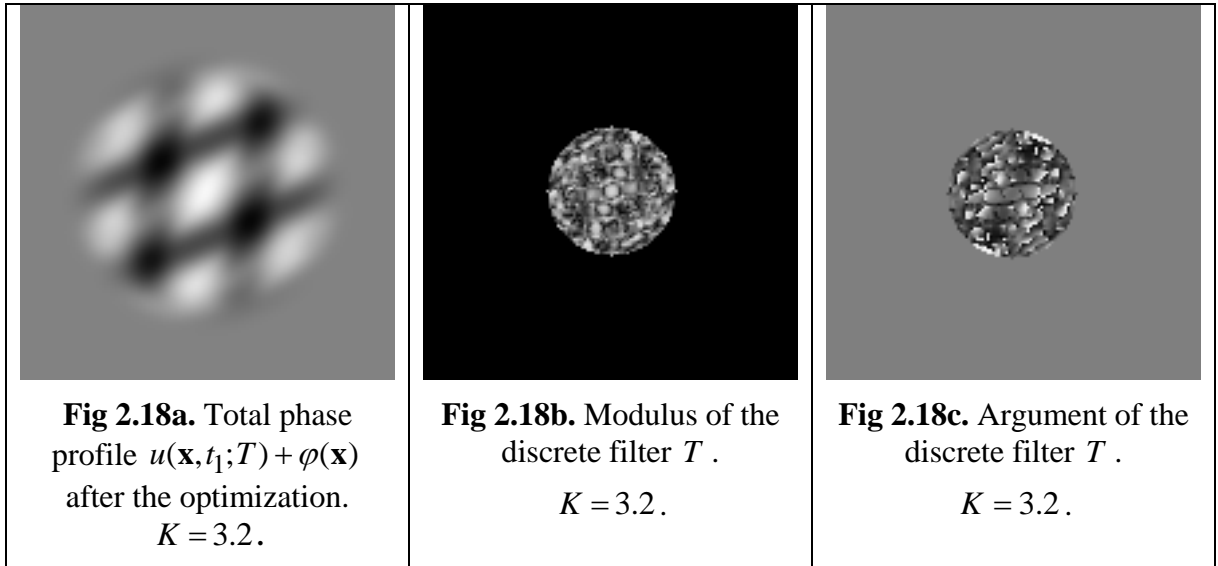 Fig 2.18a. Total phase
profile u(x,t₁;T) + φ(x)
after the optimization.
K = 3.2.
Fig 2.18b. Modulus of the
discrete filter T .
K = 3.2.
Fig 2.18c. Argument of the
discrete filter T .
K = 3.2.